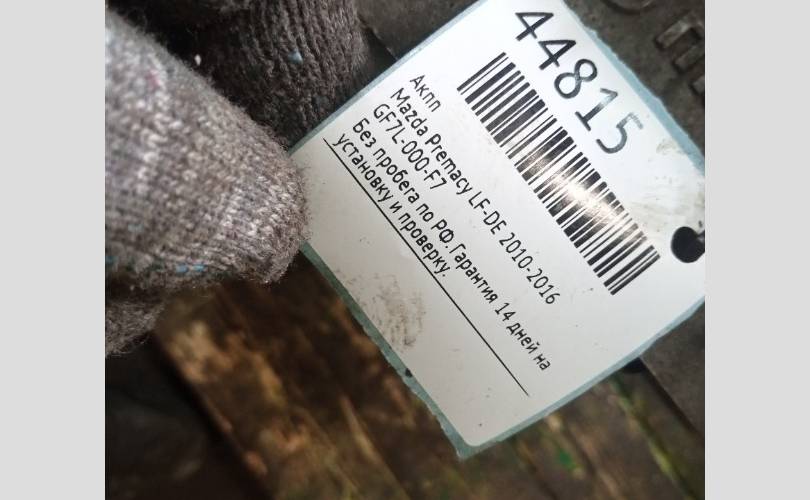 44815
Акпп
Mazda Premacy LF-DE 2010-2016
GF7L-000-F7
Без пробега по РФ. Гарантия 14 дней на
установку и проверку.